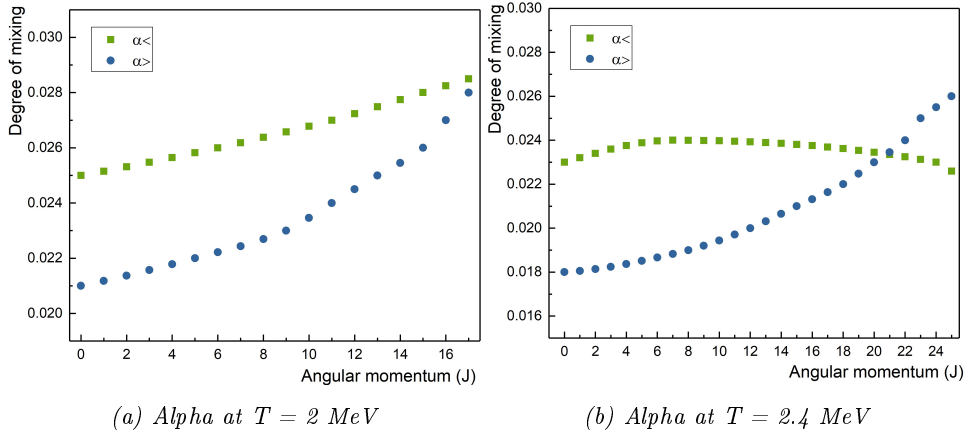 Degree of mixing
0.030
0.028
0.026
0.024
0.022
0.020
α<
α>
0 2 4 6 8 10 12 14 16
Angular momentum (J)
(a) Alpha at T = 2 MeV
Degree of mixing
0.030
0.028
0.026
0.024
0.022
0.020
0.018
0.016
α<
α>
0 2 4 6 7 8 10 12 14 16 18 20 22 24 25
Angular momentum (J)
(b) Alpha at T = 2.4 MeV